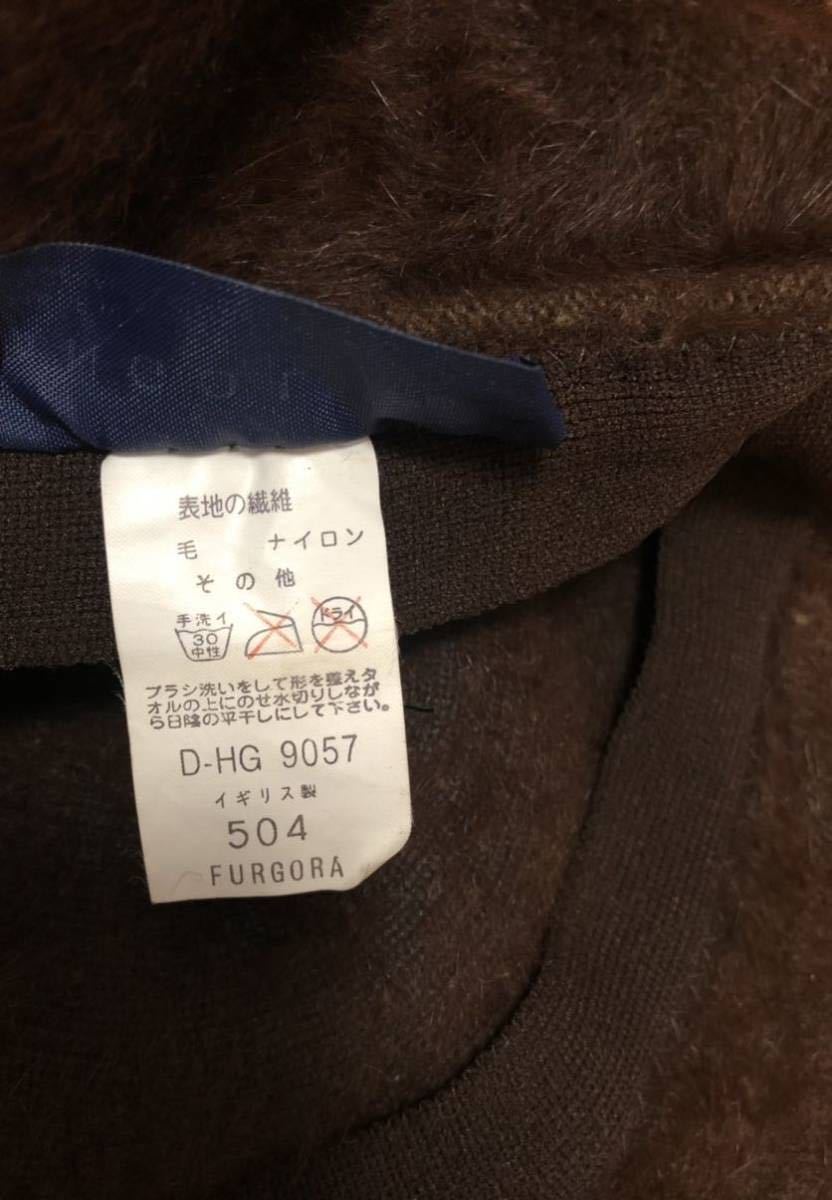 表地の繊維
毛 ナイロン
その他
手洗イ
30
中性
ドライ
ブラシ洗いをして形を整えタ
オルの上にのせ水切りしなが
ら日陰の平干しにして下さい。
D-HG 9057
イギリス製
504
FURGORA